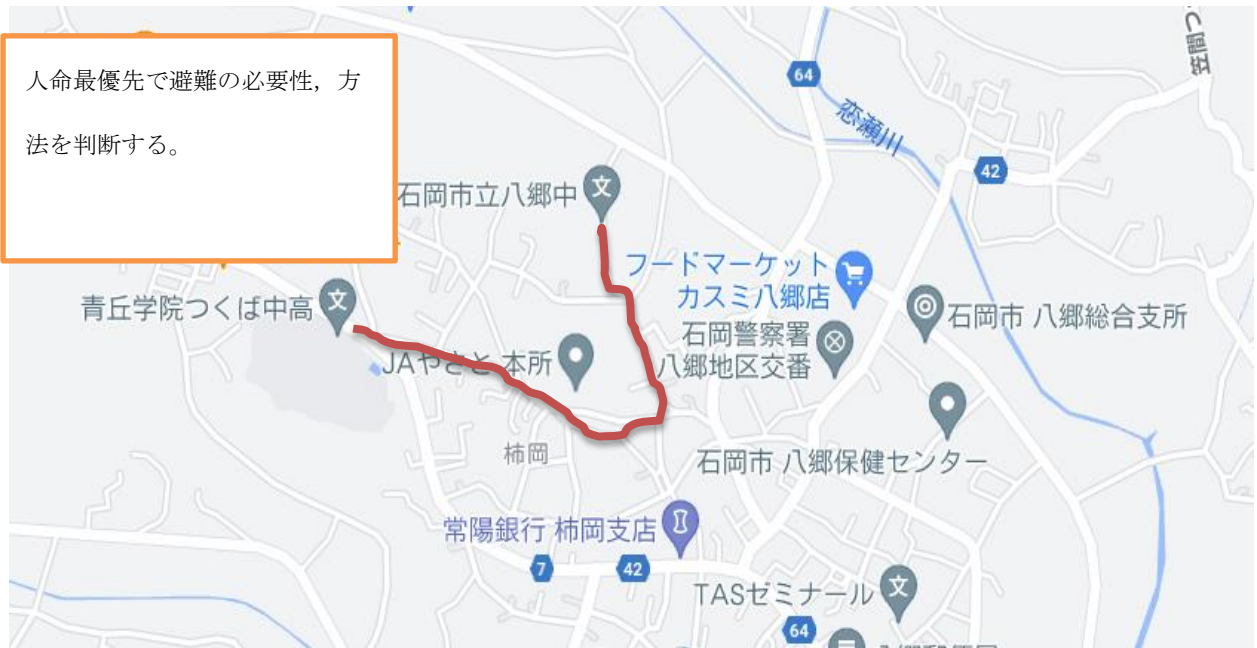 人命最優先で避難の必要性，方
法を判断する。
笠間つ
64
恋瀬川
42
石岡市立八郷中
フードマーケット
カスミ八郷店
青丘学院つくば中高
石岡市 八郷総合支所
石岡警察署
八郷地区交番
JAやさと 本所
柿岡
石岡市 八郷保健センター
常陽銀行 柿岡支店
7
42
TASゼミナール
64